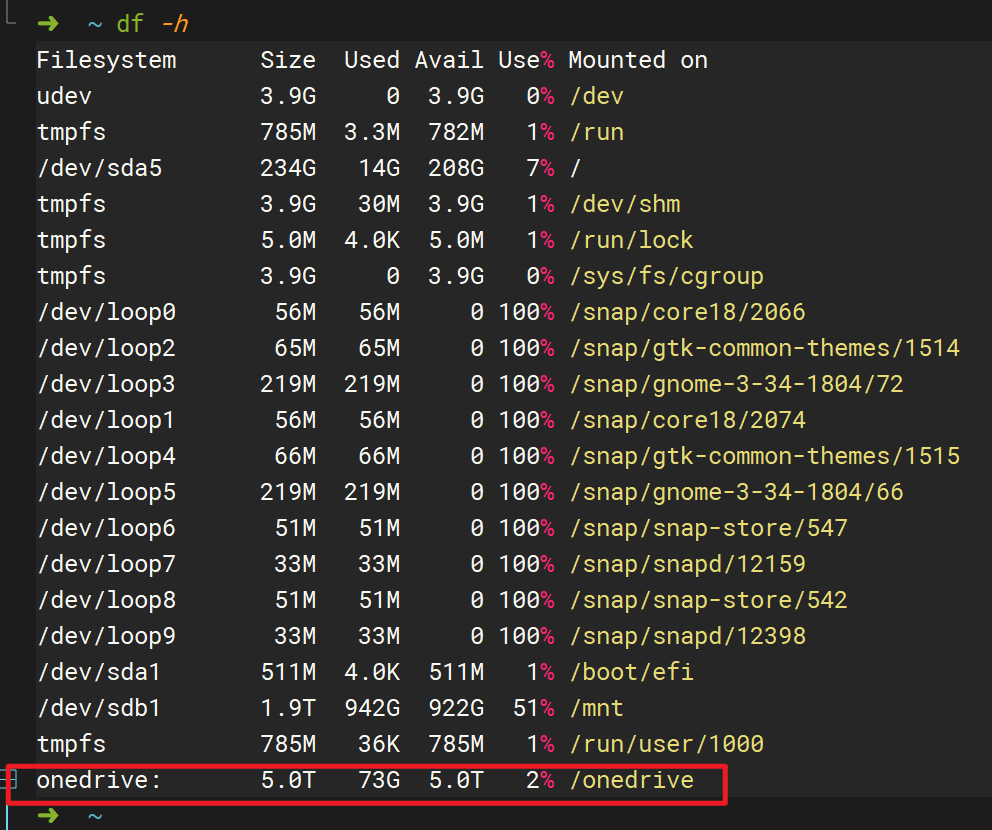 ➜ ~ df -h
Filesystem Size Used Avail Use% Mounted on
udev 3.9G 0 3.9G 0% /dev
tmpfs 785M 3.3M 782M 1% /run
/dev/sda5 234G 14G 208G 7% /
tmpfs 3.9G 30M 3.9G 1% /dev/shm
tmpfs 5.0M 4.0K 5.0M 1% /run/lock
tmpfs 3.9G 0 3.9G 0% /sys/fs/cgroup
/dev/loop0 56M 56M 0 100% /snap/core18/2066
/dev/loop2 65M 65M 0 100% /snap/gtk-common-themes/1514
/dev/loop3 219M 219M 0 100% /snap/gnome-3-34-1804/72
/dev/loop1 56M 56M 0 100% /snap/core18/2074
/dev/loop4 66M 66M 0 100% /snap/gtk-common-themes/1515
/dev/loop5 219M 219M 0 100% /snap/gnome-3-34-1804/66
/dev/loop6 51M 51M 0 100% /snap/snap-store/547
/dev/loop7 33M 33M 0 100% /snap/snapd/12159
/dev/loop8 51M 51M 0 100% /snap/snap-store/542
/dev/loop9 33M 33M 0 100% /snap/snapd/12398
/dev/sda1 511M 4.0K 511M 1% /boot/efi
/dev/sdb1 1.9T 942G 922G 51% /mnt
tmpfs 785M 36K 785M 1% /run/user/1000
onedrive: 5.0T 73G 5.0T 2% /onedrive
➜ ~